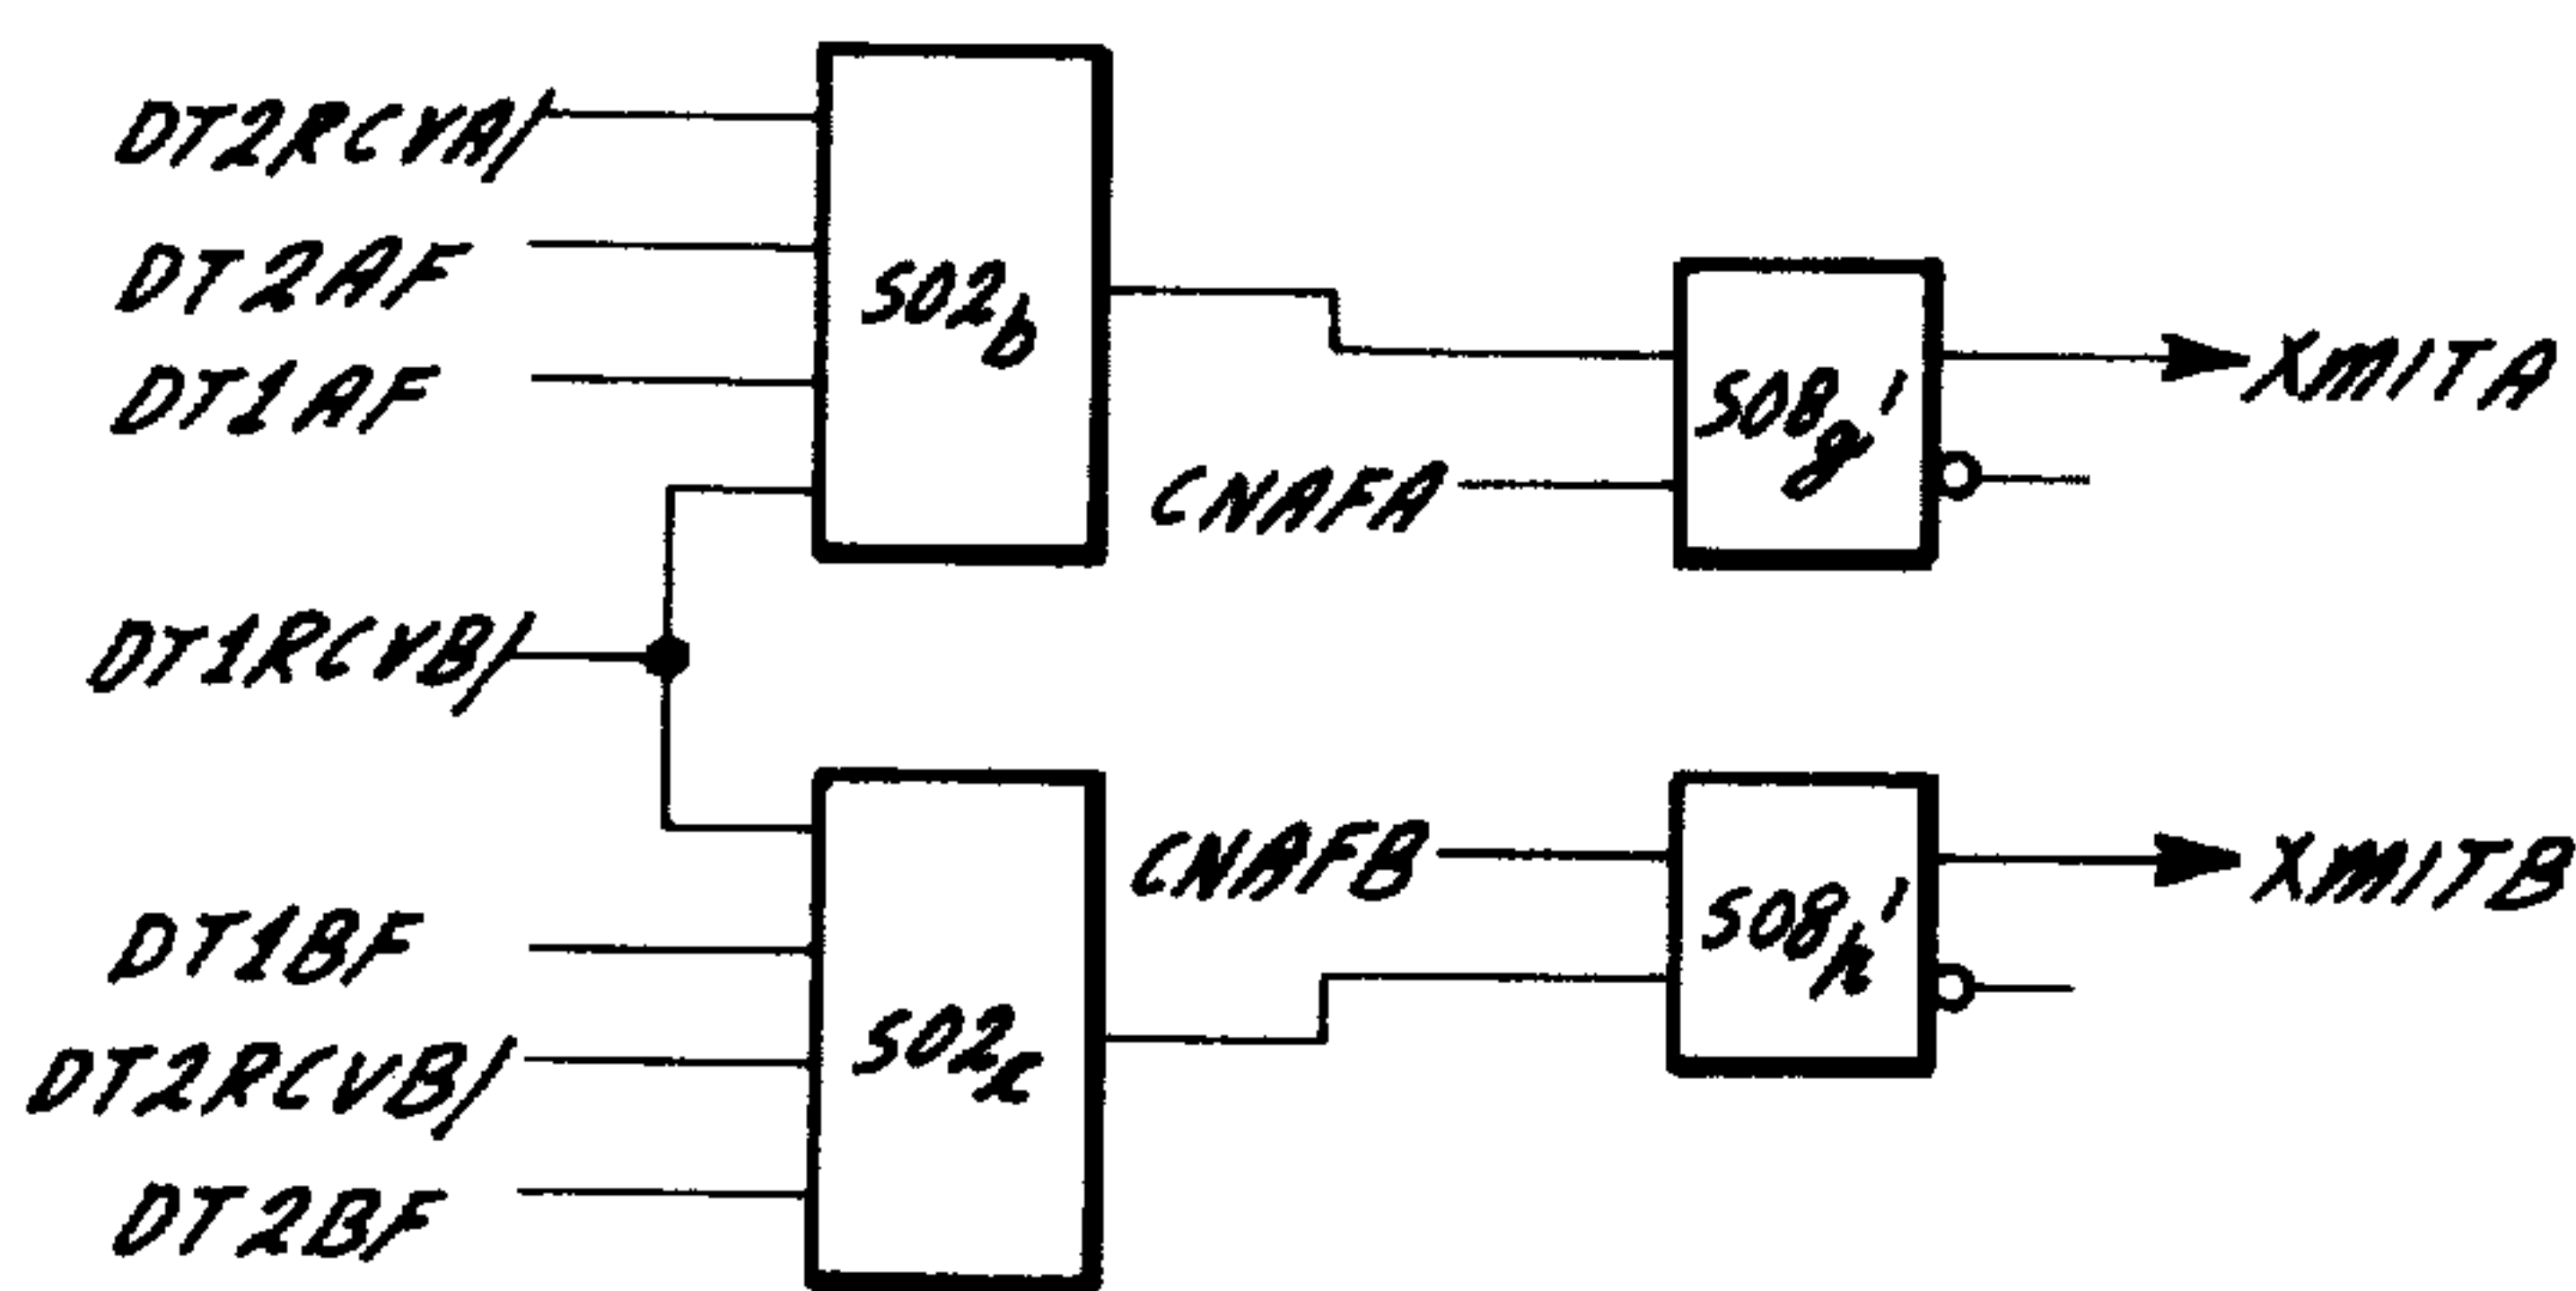 DT2RCVA/
DT2AF
DT1AF
DT1RCVB/
DT1BF
DT2RCVB/
DT2BF
S02b
S02c
CNAFA
CNAFB
S08g'
S08h'
XMITA
XMITB